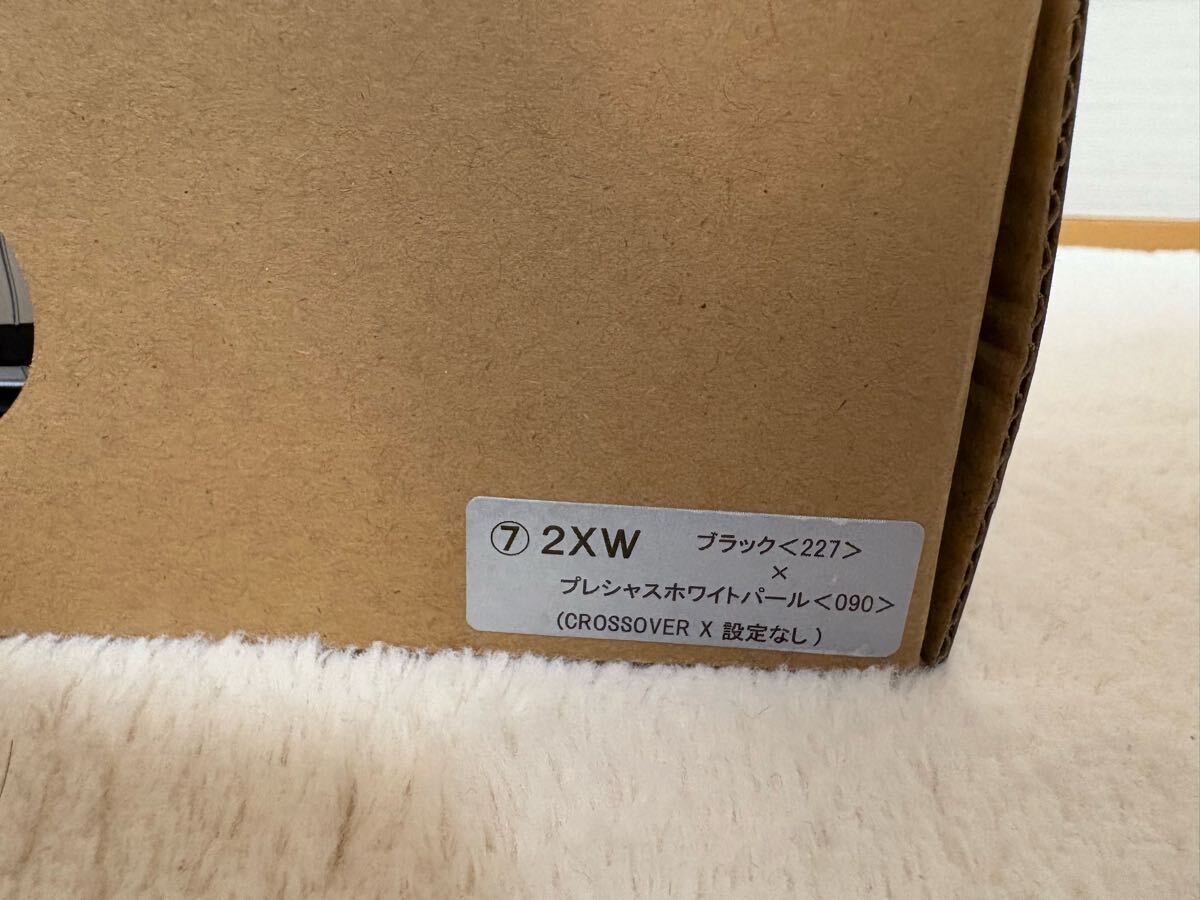 ⑦ 2XW ブラック<227>
×
プレシャスホワイトパール<090>
(CROSSOVER X 設定なし)